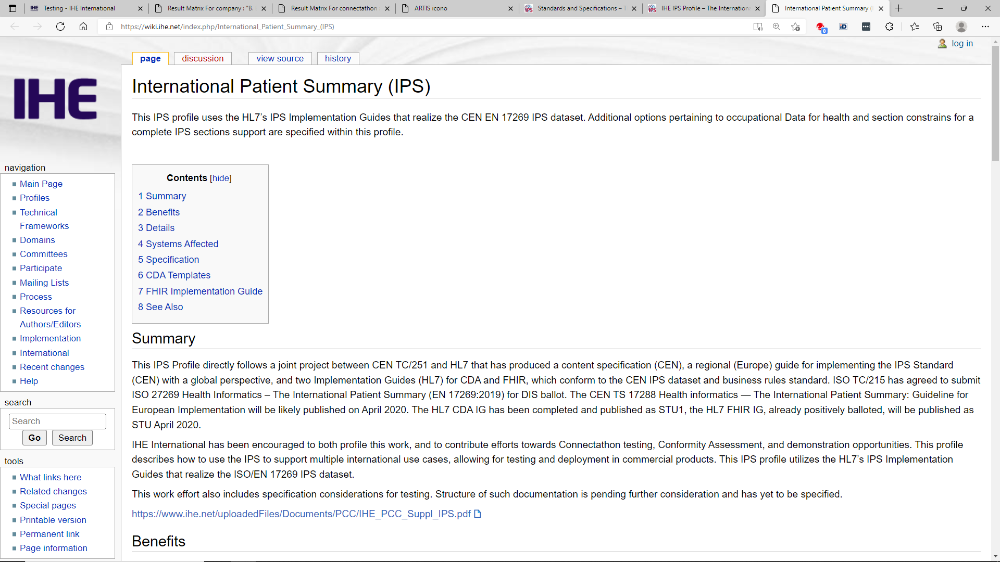 Testing - IHE International
Result Matrix For company : "B.
Result Matrix For connectathon
ARTIS icono
Standards and Specifications – T
IHE IPS Profile – The Internation
International Patient Summary (
https://wiki.ihe.net/index.php/International_Patient_Summary_(IPS)
0
iD
log in
page
discussion
view source
history
IHE
International Patient Summary (IPS)
This IPS profile uses the HL7’s IPS Implementation Guides that realize the CEN EN 17269 IPS dataset. Additional options pertaining to occupational Data for health and section constrains for a
complete IPS sections support are specified within this profile.
navigation
Main Page
Profiles
Technical
Frameworks
Domains
Committees
Participate
Mailing Lists
Process
Resources for
Authors/Editors
Implementation
International
Recent changes
Help
search
Search
Go
Search
tools
What links here
Related changes
Special pages
Printable version
Permanent link
Page information
Contents [hide]
1 Summary
2 Benefits
3 Details
4 Systems Affected
5 Specification
6 CDA Templates
7 FHIR Implementation Guide
8 See Also
Summary
This IPS Profile directly follows a joint project between CEN TC/251 and HL7 that has produced a content specification (CEN), a regional (Europe) guide for implementing the IPS Standard
(CEN) with a global perspective, and two Implementation Guides (HL7) for CDA and FHIR, which conform to the CEN IPS dataset and business rules standard. ISO TC/215 has agreed to submit
ISO 27269 Health Informatics – The International Patient Summary (EN 17269:2019) for DIS ballot. The CEN TS 17288 Health informatics — The International Patient Summary: Guideline for
European Implementation will be likely published on April 2020. The HL7 CDA IG has been completed and published as STU1, the HL7 FHIR IG, already positively balloted, will be published as
STU April 2020.
IHE International has been encouraged to both profile this work, and to contribute efforts towards Connectathon testing, Conformity Assessment, and demonstration opportunities. This profile
describes how to use the IPS to support multiple international use cases, allowing for testing and deployment in commercial products. This IPS profile utilizes the HL7’s IPS Implementation
Guides that realize the ISO/EN 17269 IPS dataset.
This work effort also includes specification considerations for testing. Structure of such documentation is pending further consideration and has yet to be specified.
https://www.ihe.net/uploadedFiles/Documents/PCC/IHE_PCC_Suppl_IPS.pdf
Benefits